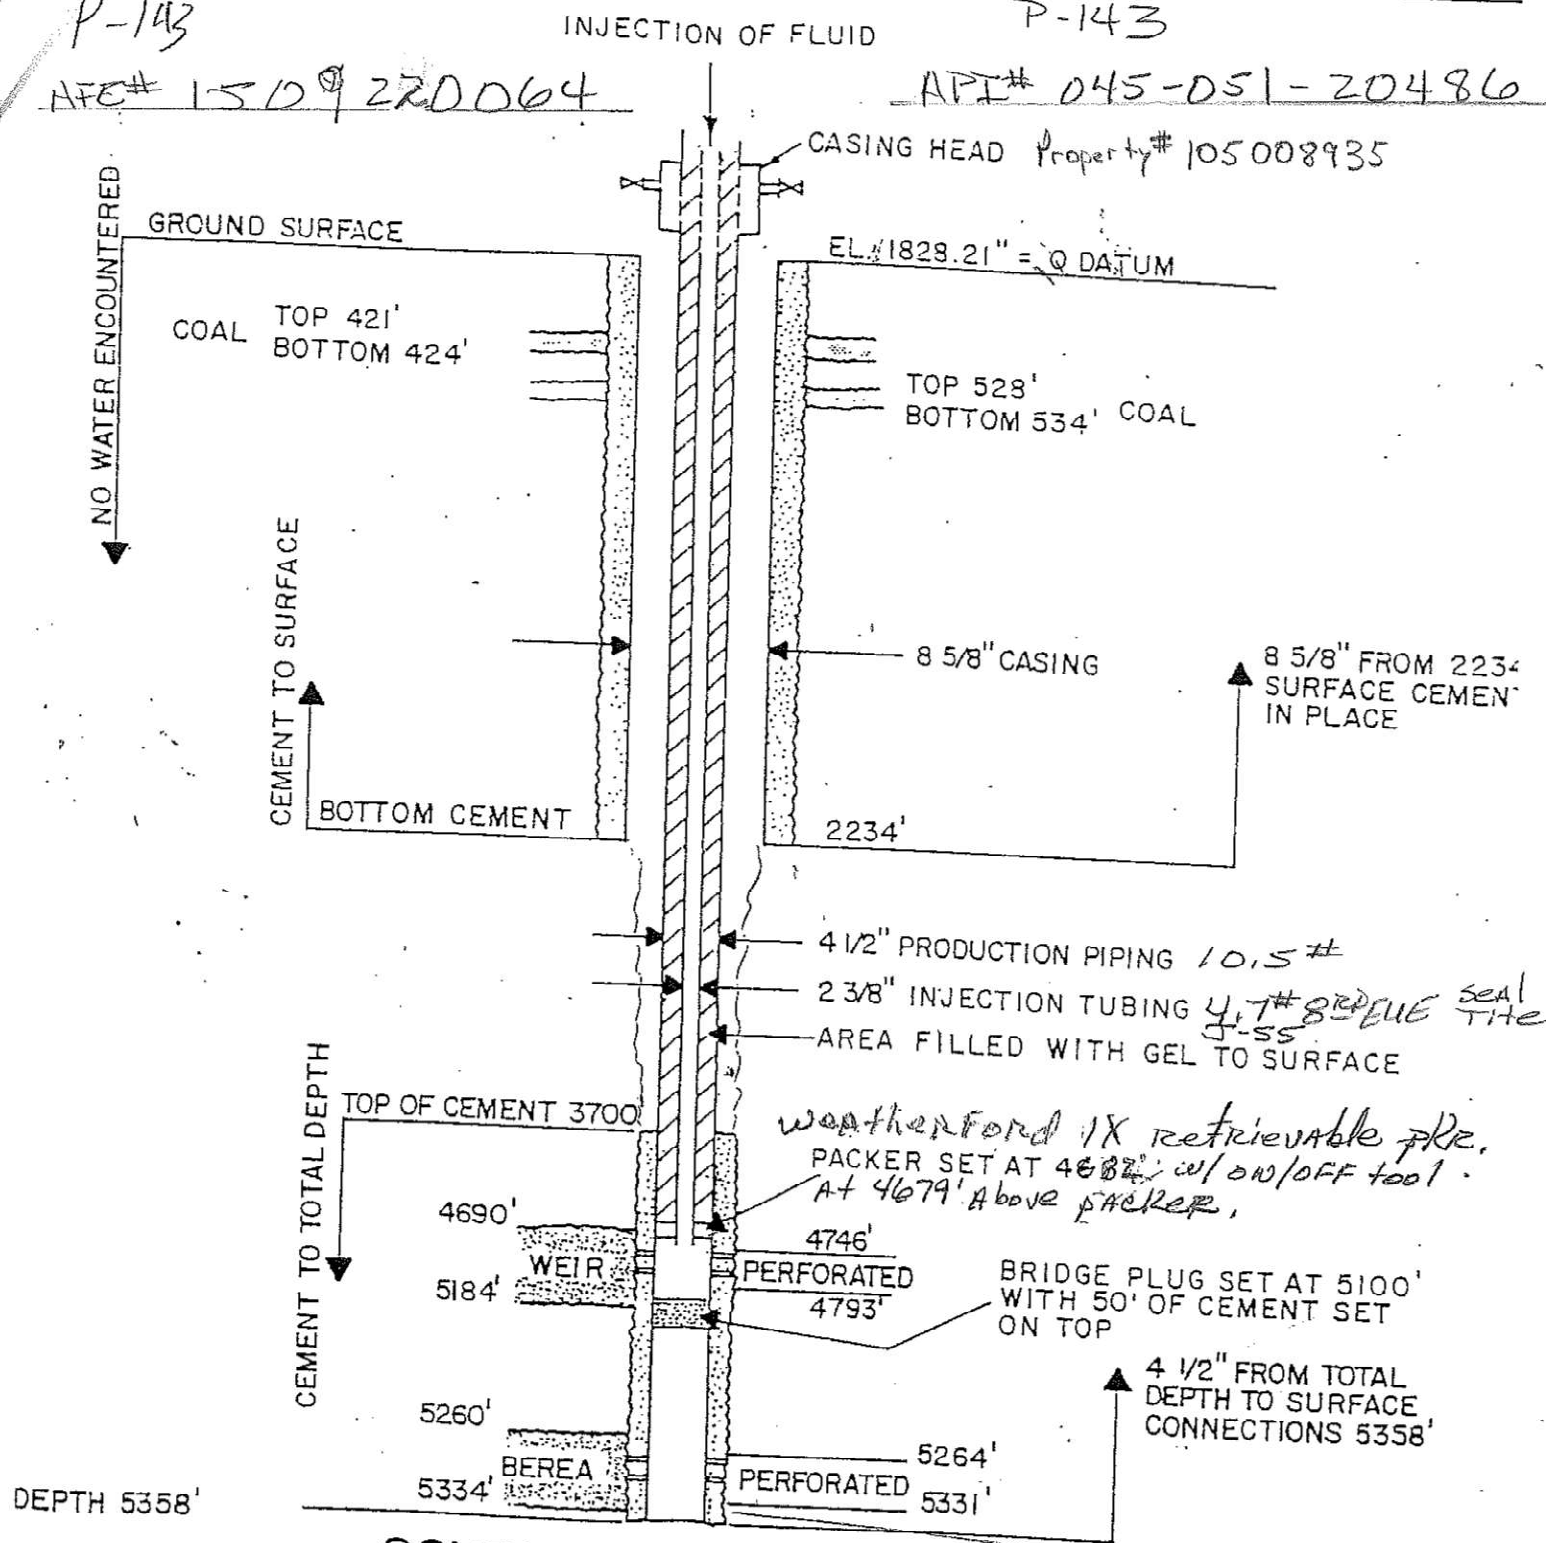 P-143
P-143
INJECTION OF FLUID
AFE# 1509220064
API# 045-051-20486
CASING HEAD
Property# 105008935
NO WATER ENCOUNTERED
GROUND SURFACE
EL. 1828.21" = Q DATUM
COAL
TOP 421'
BOTTOM 424'
TOP 528'
BOTTOM 534'
COAL
CEMENT TO SURFACE
8 5/8" CASING
8 5/8" FROM 2234
SURFACE CEMENT
IN PLACE
BOTTOM CEMENT
2234'
4 1/2" PRODUCTION PIPING 10.5#
2 3/8" INJECTION TUBING 4.7# 8RD EUE Seal Tite
J-55
AREA FILLED WITH GEL TO SURFACE
CEMENT TO TOTAL DEPTH
TOP OF CEMENT 3700'
Weatherford 1X Retrievable pkr.
PACKER SET AT w/ on/off tool.
At 4679' Above packer.
4690'
WEIR
5184'
4746'
PERFORATED
4793'
BRIDGE PLUG SET AT 5100'
WITH 50' OF CEMENT SET
ON TOP
4 1/2" FROM TOTAL
DEPTH TO SURFACE
CONNECTIONS 5358'
5260'
BEREA
5334'
5264'
PERFORATED
5331'
DEPTH 5358'